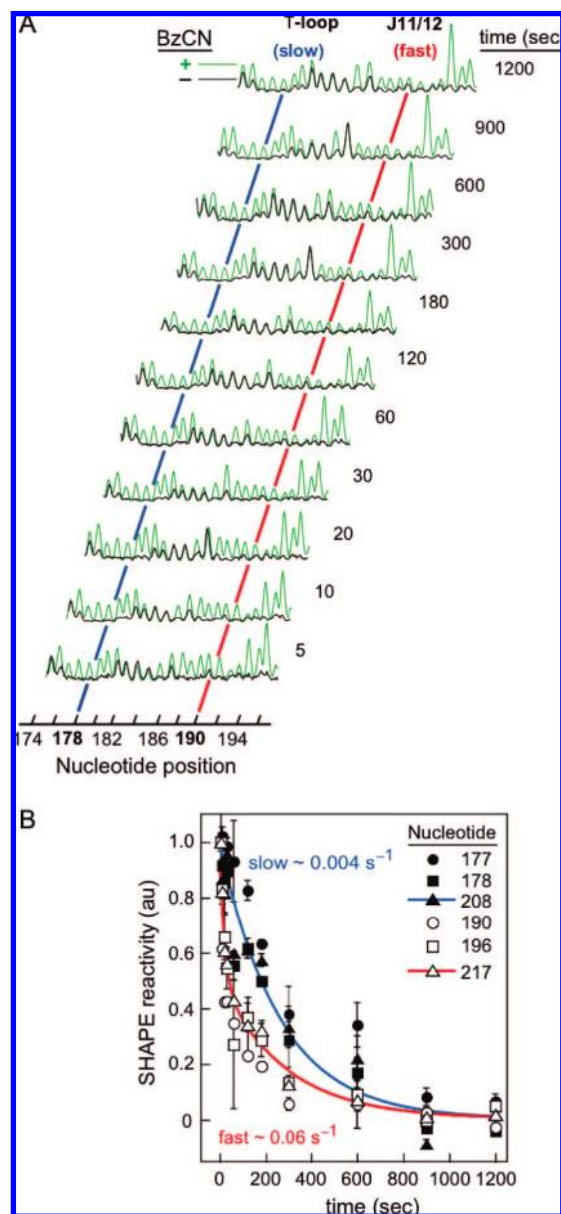 A
BzCN
T-loop
(slow)
J11/12
(fast)
time (sec
+
−
1200
900
600
300
180
120
60
30
20
10
5
174 178 182 186 190 194
Nucleotide position
B
SHAPE reactivity (au)
1.0
0.8
0.6
0.4
0.2
0
slow ~ 0.004 s⁻¹
fast ~ 0.06 s⁻¹
Nucleotide
177
178
208
190
196
217
0 200 400 600 800 1000 1200
time (sec)